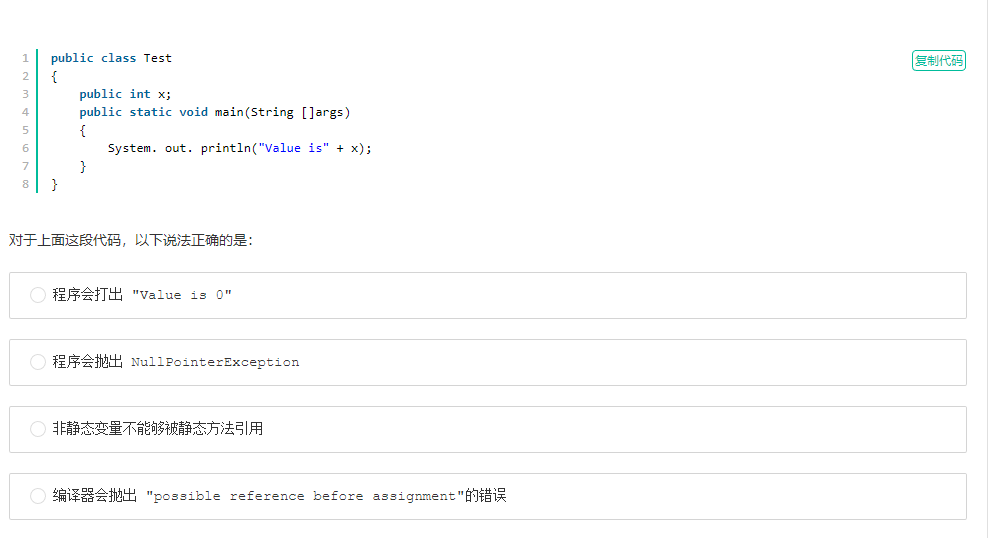 复制代码
1 public class Test
2 {
3     public int x;
4     public static void main(String []args)
5     {
6         System. out. println("Value is" + x);
7     }
8 }
对于上面这段代码，以下说法正确的是：
程序会打出 "Value is 0"
程序会抛出 NullPointerException
非静态变量不能够被静态方法引用
编译器会抛出 "possible reference before assignment"的错误